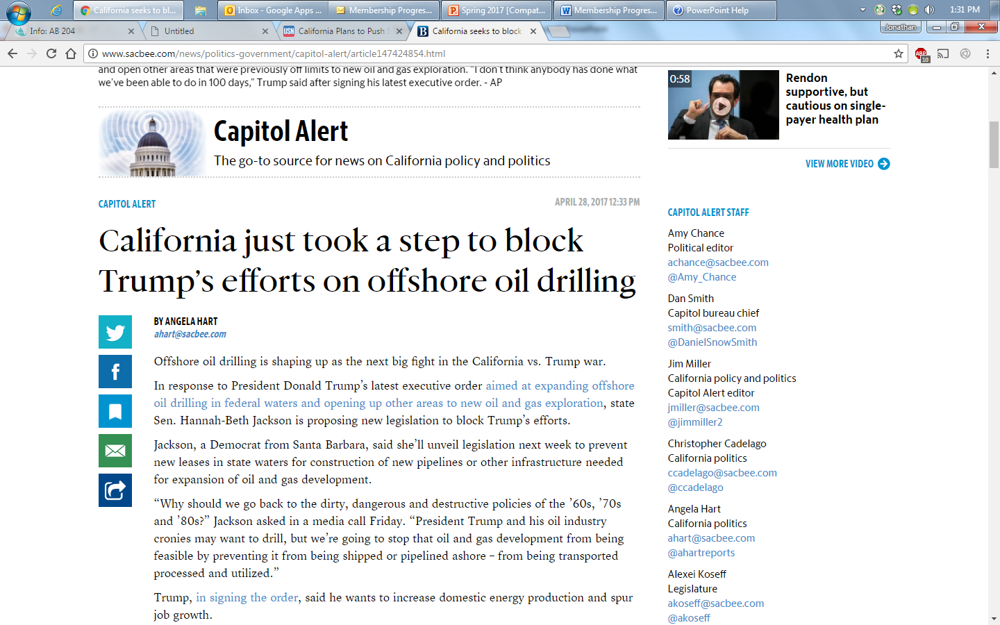 California seeks to bl...
Inbox - Google Apps ...
Membership Progres...
Spring 2017 [Compat...
Membership Progres...
PowerPoint Help
1:31 PM
Info: AB 204
Untitled
California Plans to Push S
California seeks to block
Jonathan
www.sacbee.com/news/politics-government/capitol-alert/article147424854.html
ABP
10
and open other areas that were previously off limits to new oil and gas exploration. "I don't think anybody has done what
we've been able to do in 100 days," Trump said after signing his latest executive order. - AP
Capitol Alert
The go-to source for news on California policy and politics
CAPITOL ALERT
APRIL 28, 2017 12:33 PM
California just took a step to block
Trump's efforts on offshore oil drilling
BY ANGELA HART
ahart@sacbee.com
Offshore oil drilling is shaping up as the next big fight in the California vs. Trump war.
In response to President Donald Trump's latest executive order aimed at expanding offshore
oil drilling in federal waters and opening up other areas to new oil and gas exploration, state
Sen. Hannah-Beth Jackson is proposing new legislation to block Trump's efforts.
Jackson, a Democrat from Santa Barbara, said she'll unveil legislation next week to prevent
new leases in state waters for construction of new pipelines or other infrastructure needed
for expansion of oil and gas development.
"Why should we go back to the dirty, dangerous and destructive policies of the '60s, '70s
and '80s?" Jackson asked in a media call Friday. "President Trump and his oil industry
cronies may want to drill, but we're going to stop that oil and gas development from being
feasible by preventing it from being shipped or pipelined ashore – from being transported
processed and utilized."
Trump, in signing the order, said he wants to increase domestic energy production and spur
job growth.
0:58
Rendon
supportive, but
cautious on single-
payer health plan
VIEW MORE VIDEO
CAPITOL ALERT STAFF
Amy Chance
Political editor
achance@sacbee.com
@Amy_Chance
Dan Smith
Capitol bureau chief
smith@sacbee.com
@DanielSnowSmith
Jim Miller
California policy and politics
Capitol Alert editor
jmiller@sacbee.com
@jimmiller2
Christopher Cadelago
California politics
ccadelago@sacbee.com
@ccadelago
Angela Hart
California politics
ahart@sacbee.com
@ahartreports
Alexei Koseff
Legislature
akoseff@sacbee.com
@akoseff